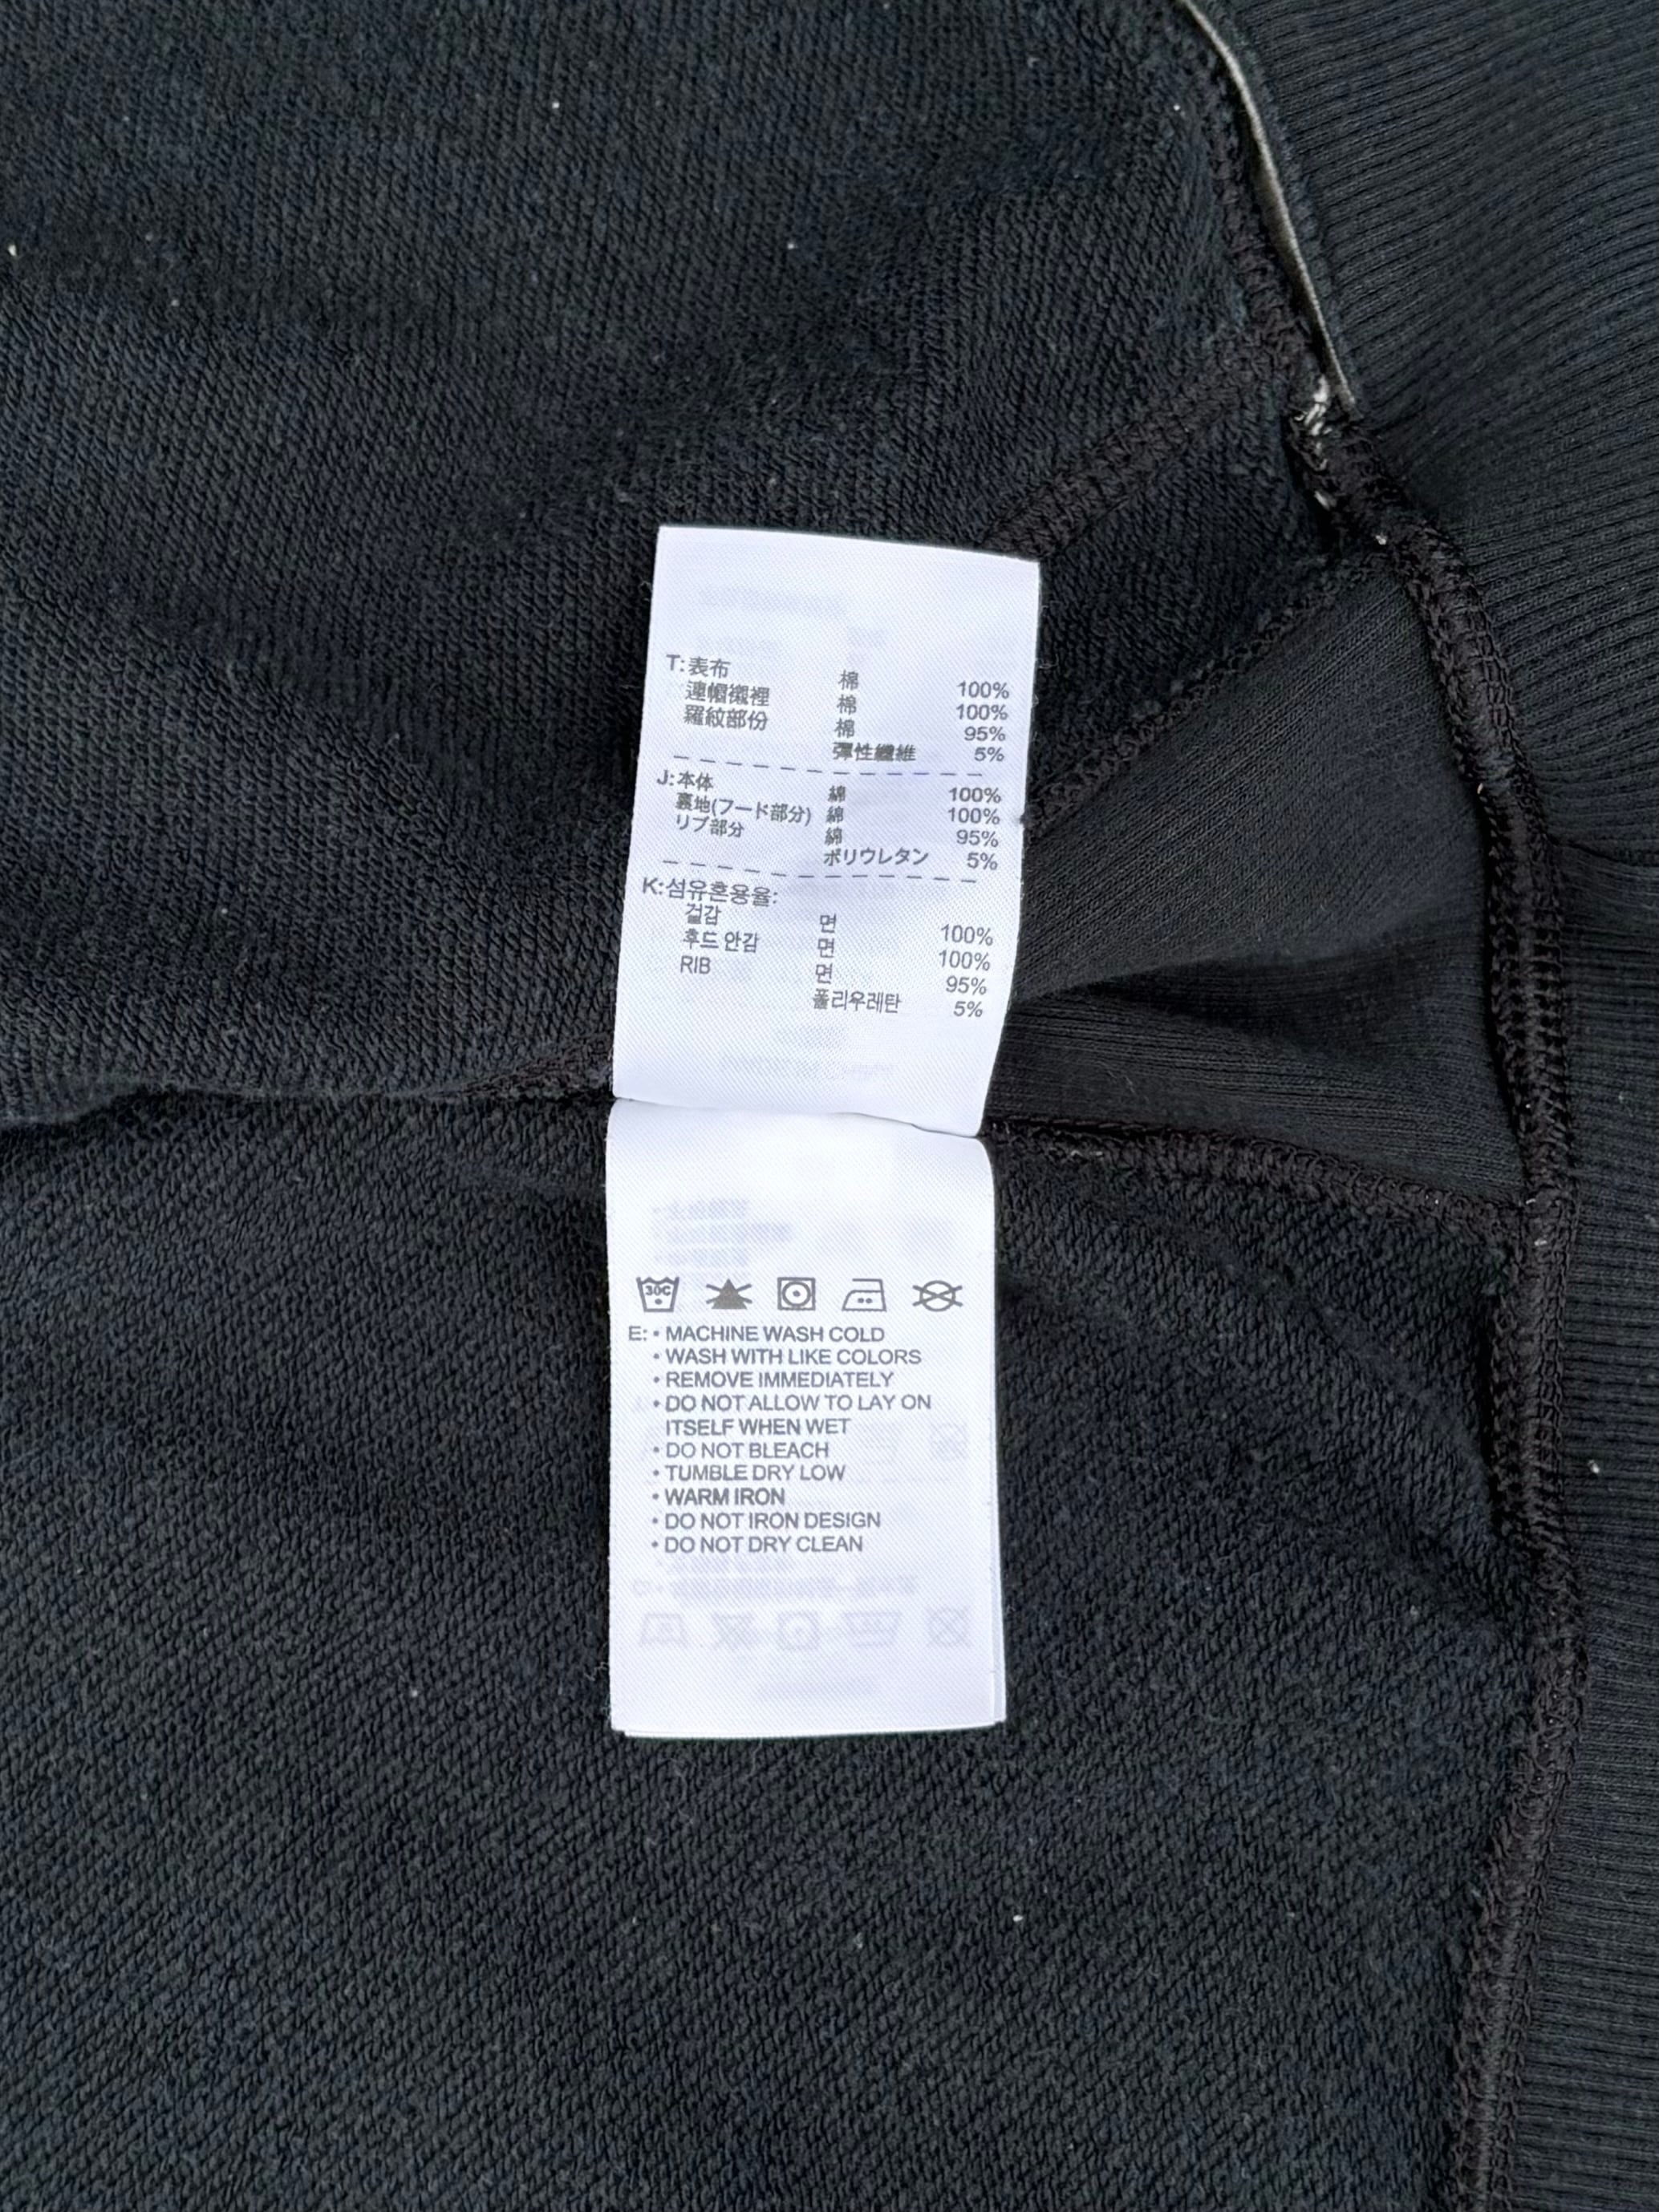 T:表布 棉 100%
連帽襯裡 棉 100%
羅紋部份 棉 95%
彈性纖維 5%
J:本体 綿 100%
裏地(フード部分) 綿 100%
リブ部分 綿 95%
ポリウレタン 5%
K:섬유혼용율:
겉감 면 100%
후드 안감 면 100%
RIB 면 95%
폴리우레탄 5%
30C
E: • MACHINE WASH COLD
• WASH WITH LIKE COLORS
• REMOVE IMMEDIATELY
• DO NOT ALLOW TO LAY ON
ITSELF WHEN WET
• DO NOT BLEACH
• TUMBLE DRY LOW
• WARM IRON
• DO NOT IRON DESIGN
• DO NOT DRY CLEAN